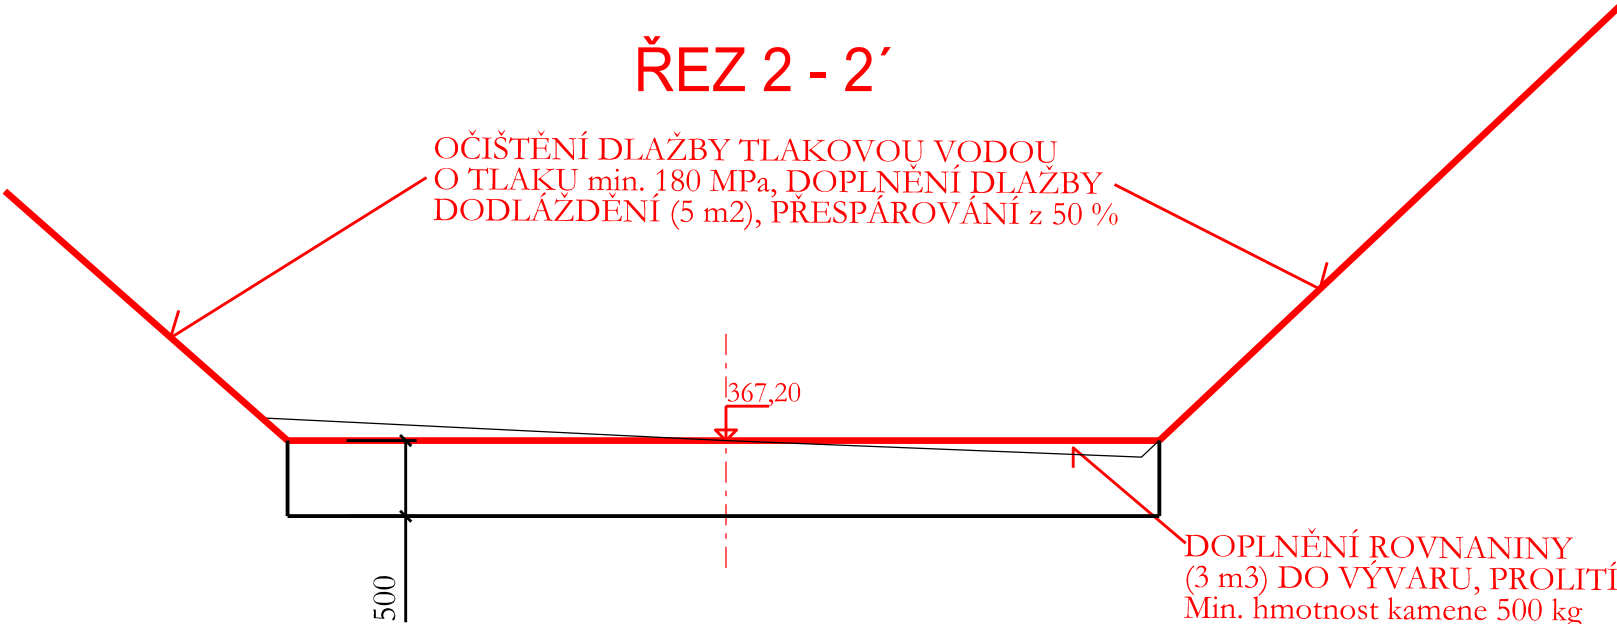 ŘEZ 2 - 2´
OČIŠTĚNÍ DLAŽBY TLAKOVOU VODOU
O TLAKU min. 180 MPa, DOPLNĚNÍ DLAŽBY
DODLÁŽDĚNÍ (5 m2), PŘESPÁROVÁNÍ z 50 %
367,20
500
DOPLNĚNÍ ROVNANINY
(3 m3) DO VÝVARU, PROLITÍ
Min. hmotnost kamene 500 kg